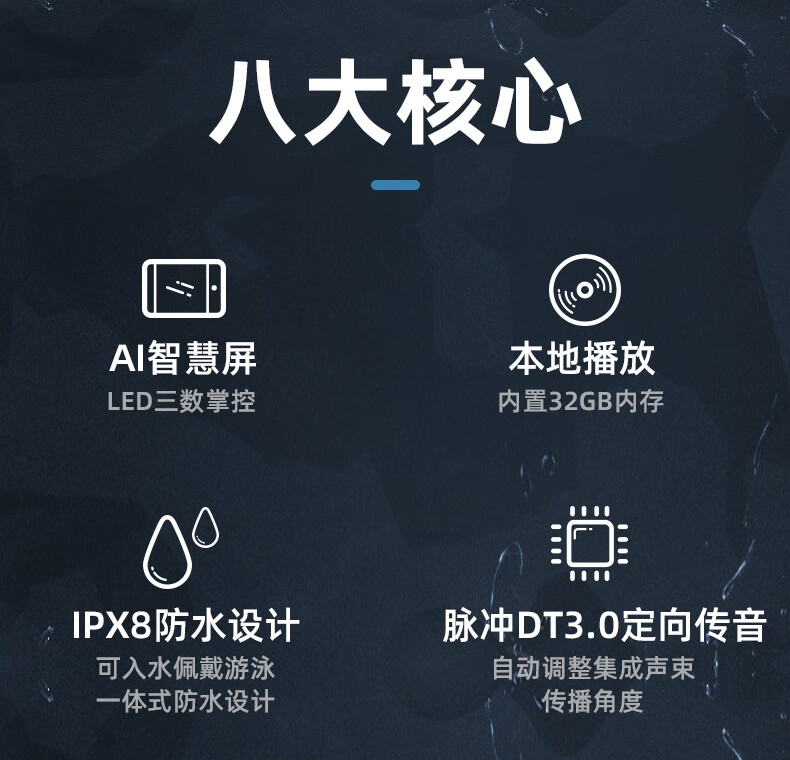 八大核心
AI智慧屏
LED三数掌控
本地播放
内置32GB内存
IPX8防水设计
可入水佩戴游泳
一体式防水设计
脉冲DT3.0定向传音
自动调整集成声束
传播角度